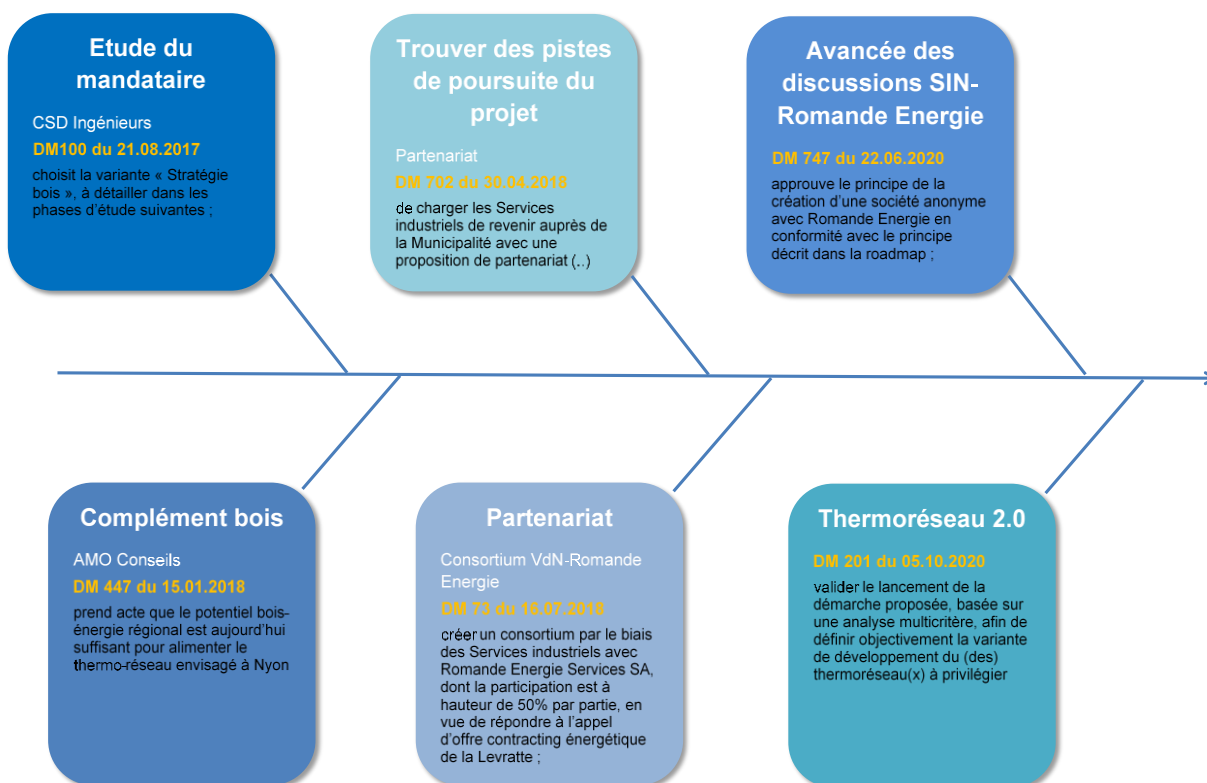 Etude du
mandataire
CSD Ingénieurs
DM100 du 21.08.2017
choisit la variante « Stratégie
bois », à détailler dans les
phases d'étude suivantes ;
Trouver des pistes
de poursuite du
projet
Partenariat
DM 702 du 30.04.2018
de charger les Services
industriels de revenir auprès de
la Municipalité avec une
proposition de partenariat (..)
Avancée des
discussions SIN-
Romande Energie
DM 747 du 22.06.2020
approuve le principe de la
création d'une société anonyme
avec Romande Energie en
conformité avec le principe
décrit dans la roadmap ;
Complément bois
AMO Conseils
DM 447 du 15.01.2018
prend acte que le potentiel bois-
énergie régional est aujourd'hui
suffisant pour alimenter le
thermo-réseau envisagé à Nyon
Partenariat
Consortium VdN-Romande
Energie
DM 73 du 16.07.2018
créer un consortium par le biais
des Services industriels avec
Romande Energie Services SA,
dont la participation est à
hauteur de 50% par partie, en
vue de répondre à l'appel
d'offre contracting énergétique
de la Levratte ;
Thermoréseau 2.0
DM 201 du 05.10.2020
valider le lancement de la
démarche proposée, basée sur
une analyse multicritère, afin de
définir objectivement la variante
de développement du (des)
thermoréseau(x) à privilégier